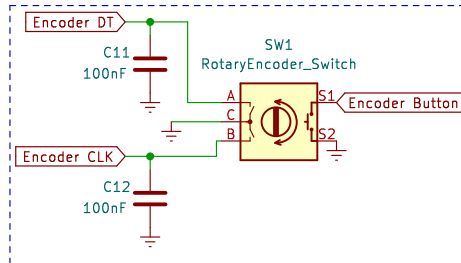 Encoder DT
C11
100nF
SW1
RotaryEncoder_Switch
A
C
B
S1
S2
Encoder Button
Encoder CLK
C12
100nF